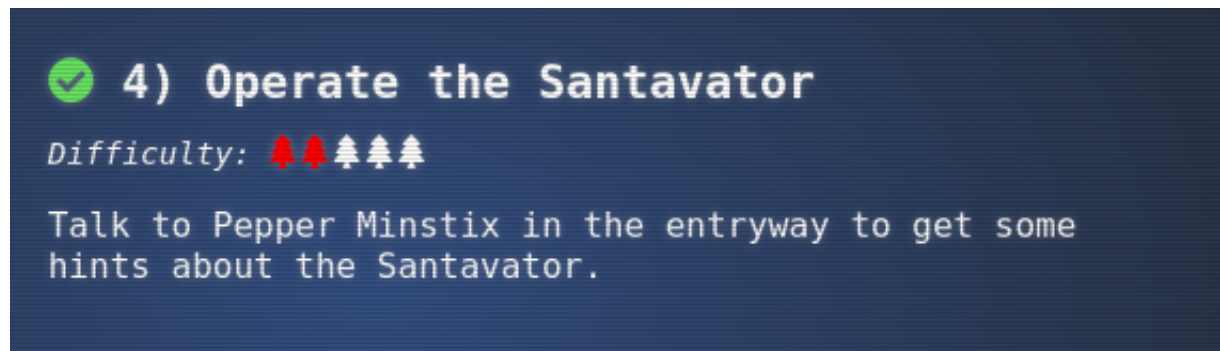 4) Operate the Santavator
Difficulty:
Talk to Pepper Minstix in the entryway to get some
hints about the Santavator.